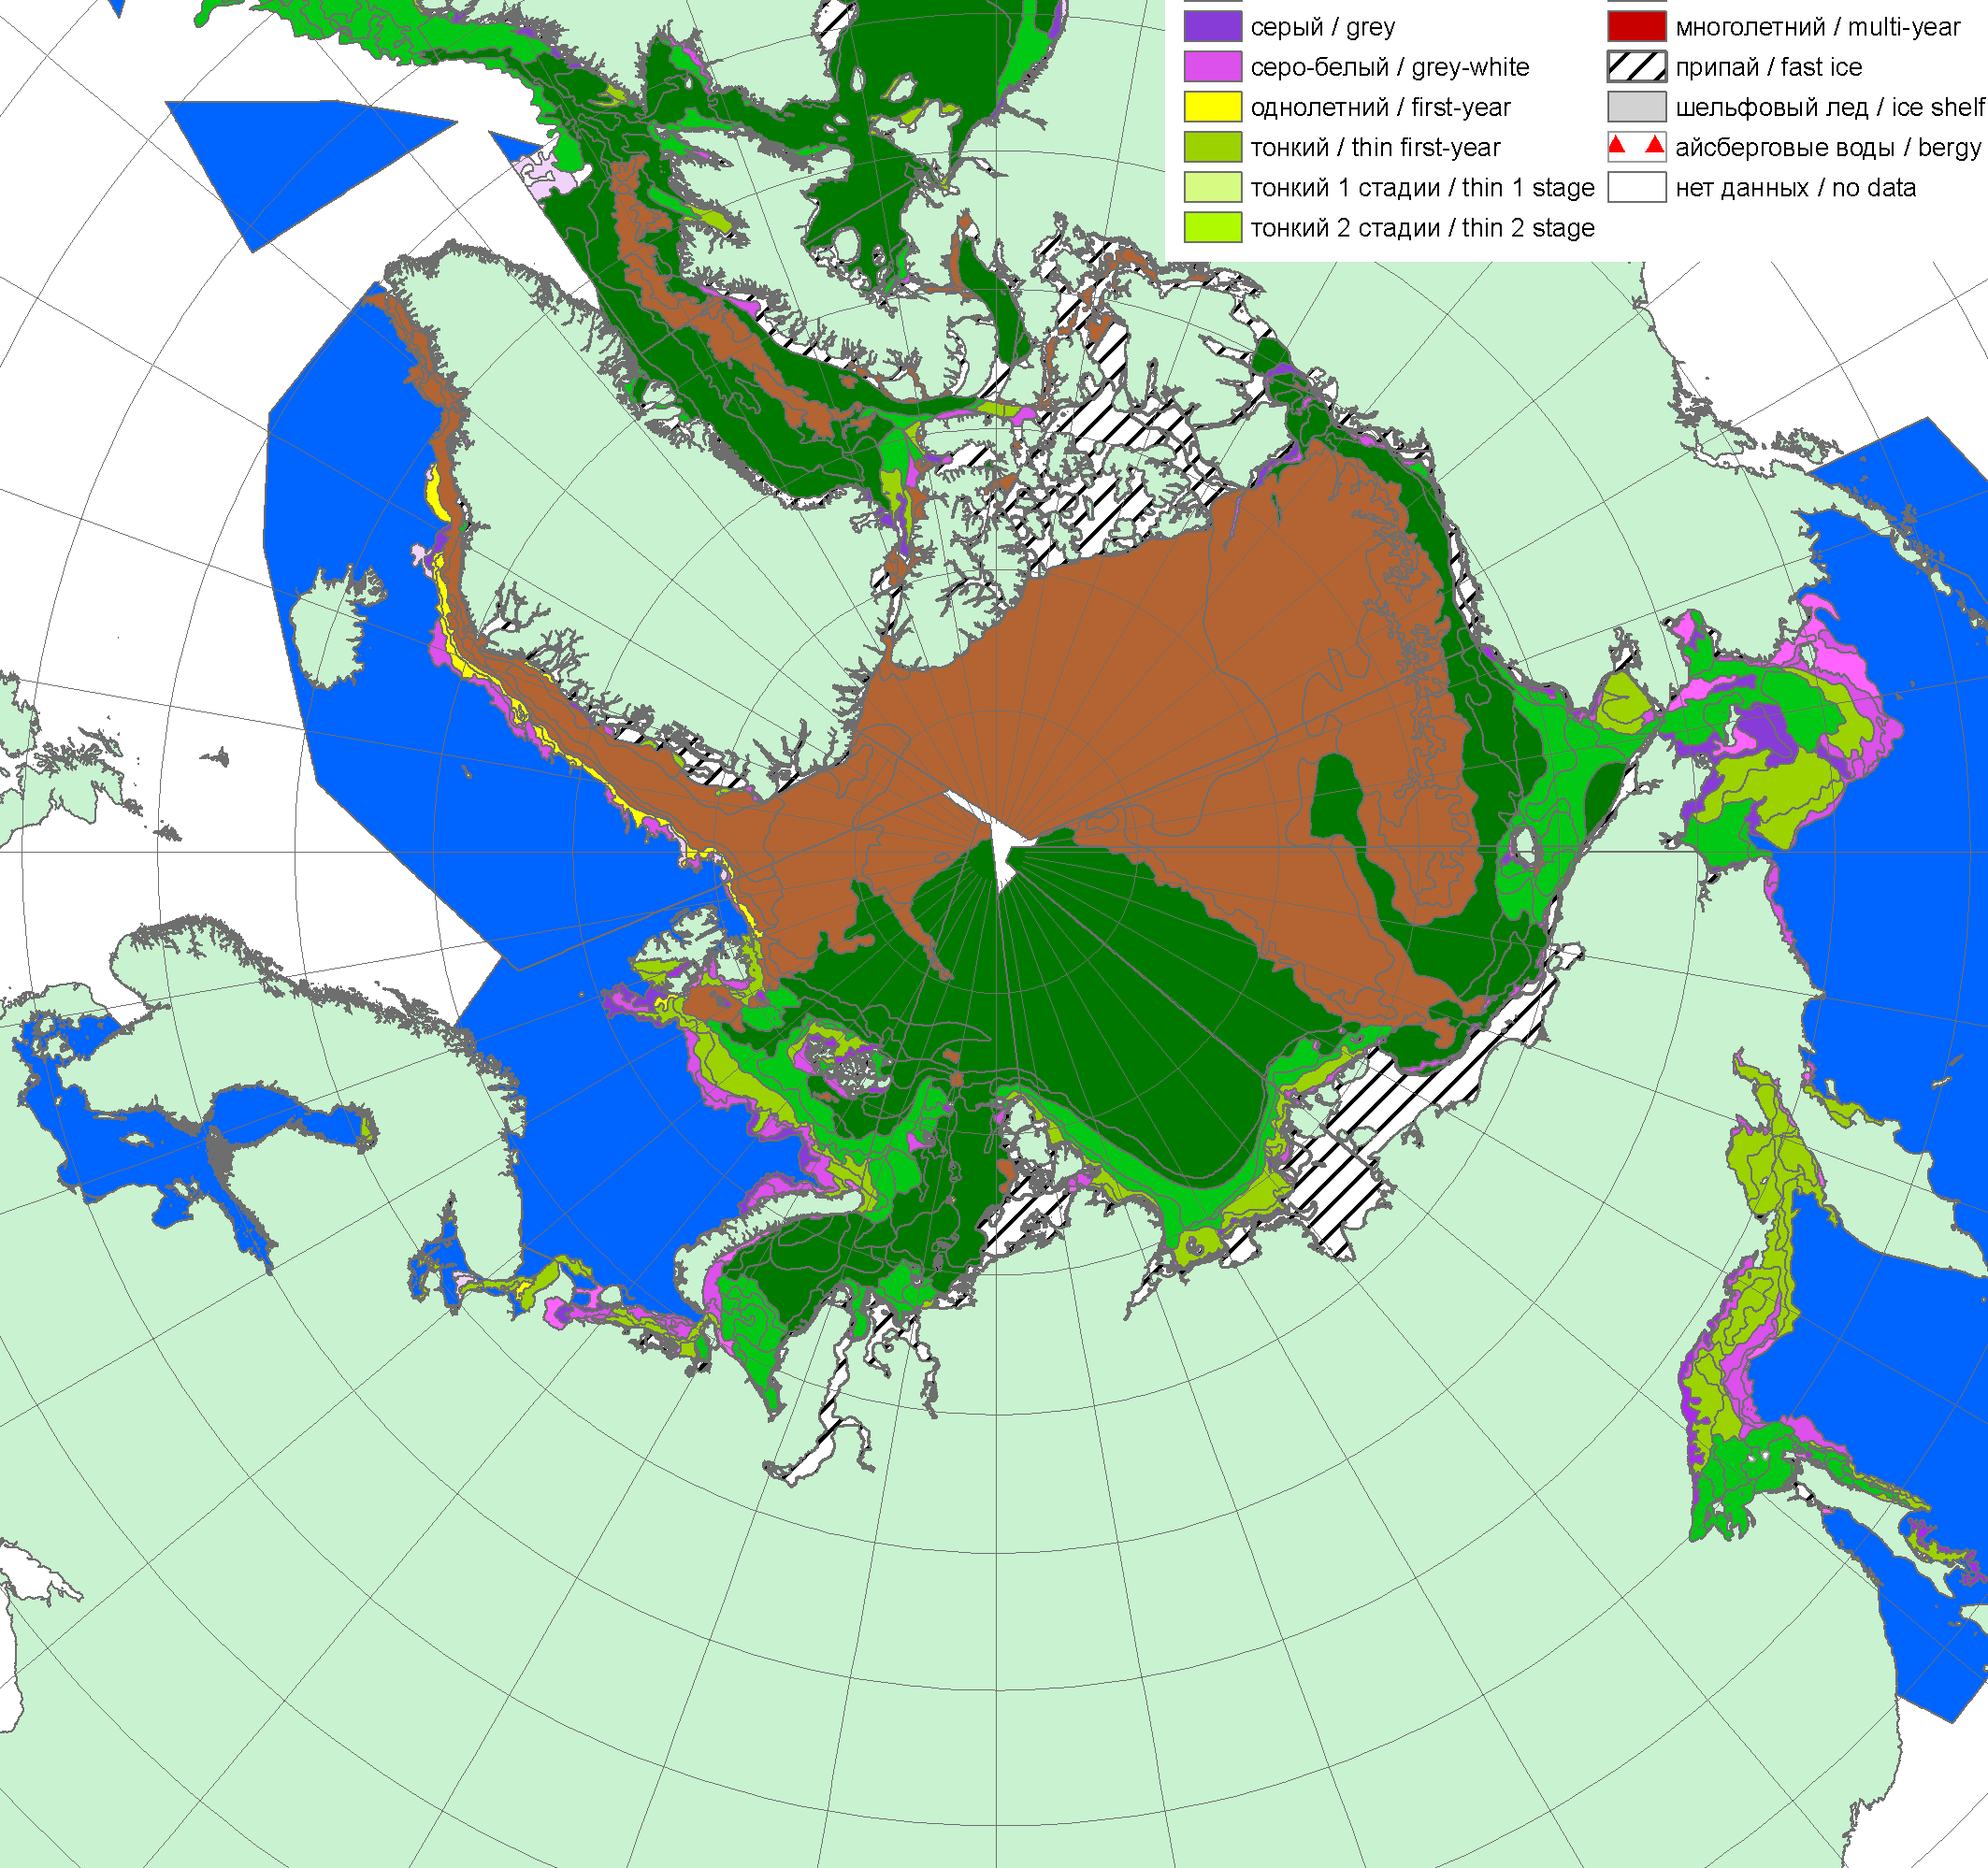 серый / grey
серо-белый / grey-white
однолетний / first-year
тонкий / thin first-year
тонкий 1 стадии / thin 1 stage
тонкий 2 стадии / thin 2 stage
многолетний / multi-year
припай / fast ice
шельфовый лед / ice shelf
айсберговые воды / bergy
нет данных / no data